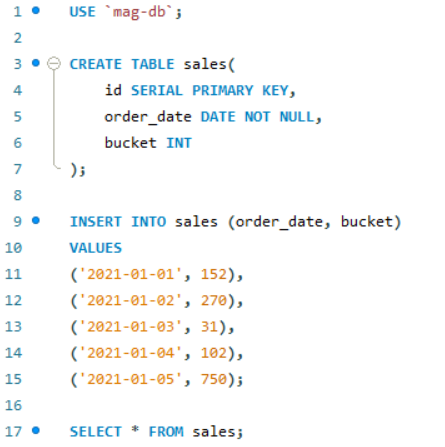 1 USE `mag-db`;
2
3 CREATE TABLE sales(
4 id SERIAL PRIMARY KEY,
5 order_date DATE NOT NULL,
6 bucket INT
7 );
8
9 INSERT INTO sales (order_date, bucket)
10 VALUES
11 ('2021-01-01', 152),
12 ('2021-01-02', 270),
13 ('2021-01-03', 31),
14 ('2021-01-04', 102),
15 ('2021-01-05', 750);
16
17 SELECT * FROM sales;